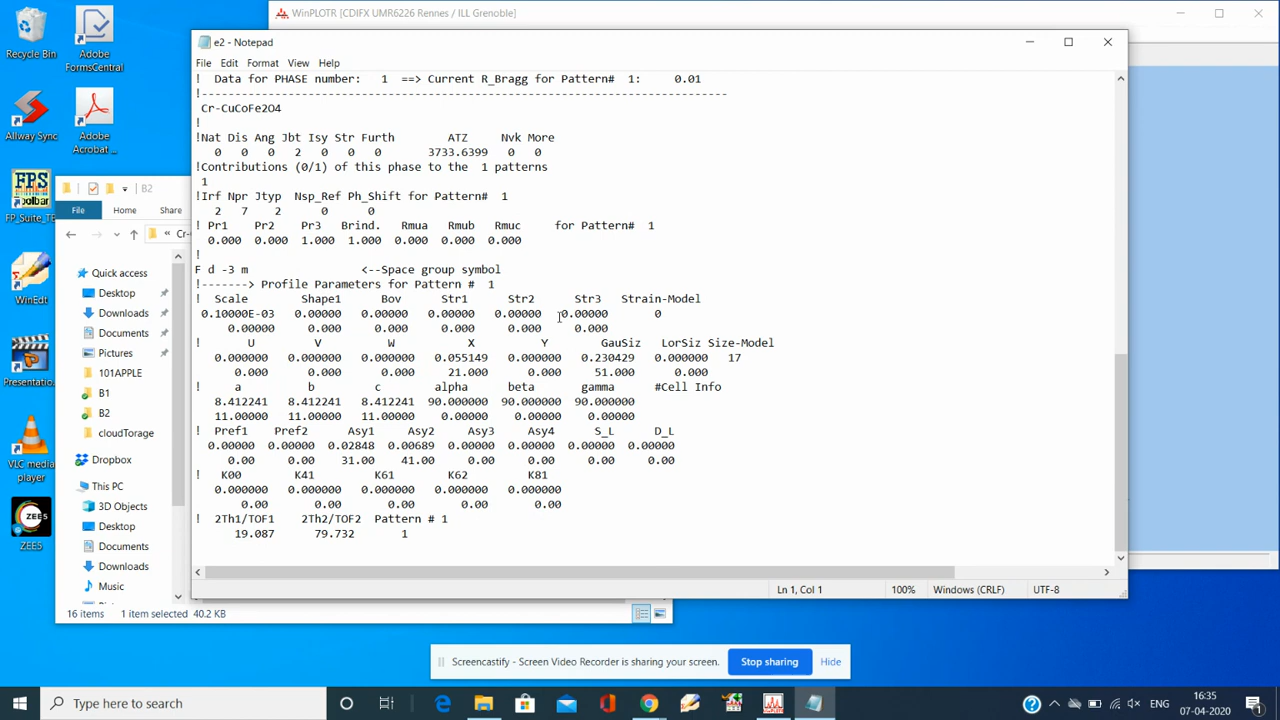 WinPLOTR [CDIFX UMR6226 Rennes / ILL Grenoble]
Recycle Bin
Adobe
FormsCentral
Allway Sync
Adobe
Acrobat ...
FP_Suite_TB
WinEdt
Presentatio...
VLC media
player
ZEES
B2
File
Home
Share
Quick access
Desktop
Downloads
Documents
Pictures
101APPLE
B1
B2
cloudTorage
Dropbox
This PC
3D Objects
Desktop
Documents
Downloads
Music
16 items
1 item selected 40.2 KB
e2 - Notepad
File Edit Format View Help
! Data for PHASE number: 1 ==> Current R_Bragg for Pattern# 1: 0.01
!-------------------------------------------------------------------------------
Cr-CuCoFe2O4
!
!Nat Dis Ang Jbt Isy Str Furth ATZ Nvk More
0 0 0 2 0 0 0 3733.6399 0 0
!Contributions (0/1) of this phase to the 1 patterns
1
!Irf Npr Jtyp Nsp_Ref Ph_Shift for Pattern# 1
2 7 2 0 0
! Pr1 Pr2 Pr3 Brind. Rmua Rmub Rmuc for Pattern# 1
0.000 0.000 1.000 1.000 0.000 0.000 0.000
!
F d -3 m <--Space group symbol
!-------> Profile Parameters for Pattern # 1
! Scale Shape1 Bov Str1 Str2 Str3 Strain-Model
0.10000E-03 0.00000 0.00000 0.00000 0.00000 0.00000 0
0.00000 0.000 0.000 0.000 0.000 0.000
! U V W X Y GauSiz LorSiz Size-Model
0.000000 0.000000 0.000000 0.055149 0.000000 0.230429 0.000000 17
0.000 0.000 0.000 21.000 0.000 51.000 0.000
! a b c alpha beta gamma #Cell Info
8.412241 8.412241 8.412241 90.000000 90.000000 90.000000
11.00000 11.00000 11.00000 0.00000 0.00000 0.00000
! Pref1 Pref2 Asy1 Asy2 Asy3 Asy4 S_L D_L
0.00000 0.00000 0.02848 0.00689 0.00000 0.00000 0.00000 0.00000
0.00 0.00 31.00 41.00 0.00 0.00 0.00 0.00
! K00 K41 K61 K62 K81
0.000000 0.000000 0.000000 0.000000 0.000000
0.00 0.00 0.00 0.00 0.00
! 2Th1/TOF1 2Th2/TOF2 Pattern # 1
19.087 79.732 1
Ln 1, Col 1
100%
Windows (CRLF)
UTF-8
Screencastify - Screen Video Recorder is sharing your screen.
Stop sharing
Hide
Type here to search
ENG
16:35
07-04-2020